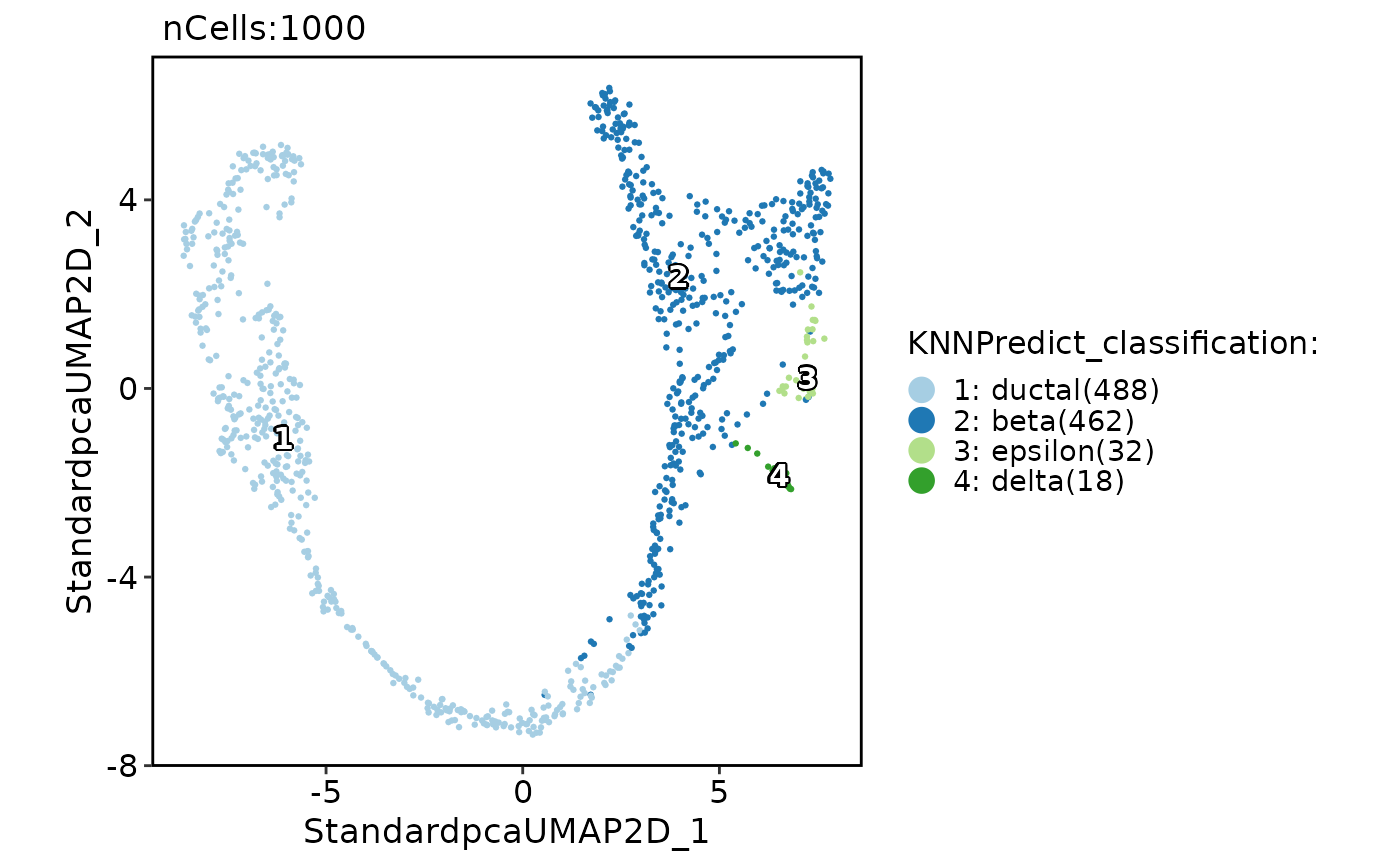 nCells:1000
StandardpcaUMAP2D_2
4
0
-4
-8
1
2
3
4
-5
0
5
StandardpcaUMAP2D_1
KNNPredict_classification:
1: ductal(488)
2: beta(462)
3: epsilon(32)
4: delta(18)